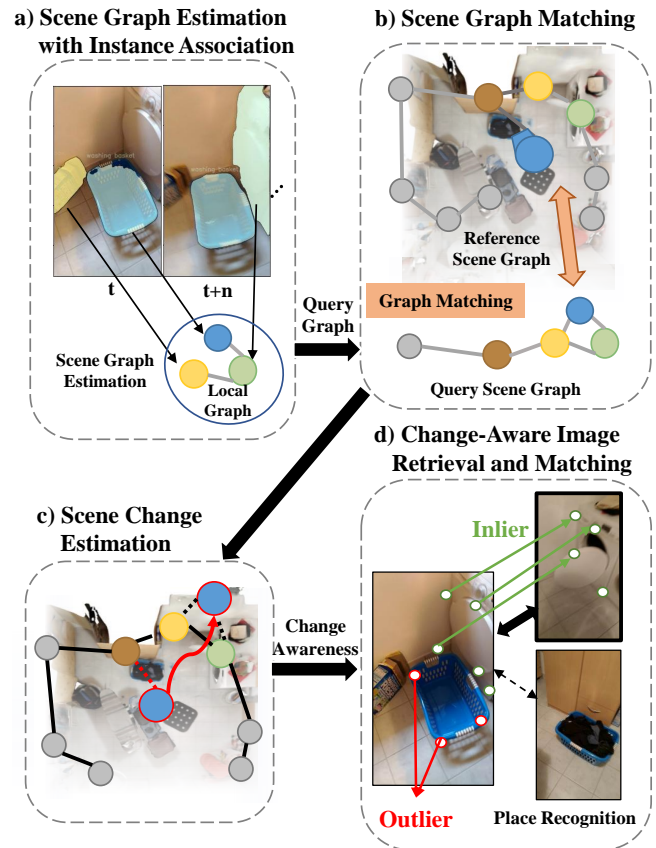 a) Scene Graph Estimation
with Instance Association
washing_basket
washing_basket
t
t+n
Scene Graph
Estimation
Local
Graph
Query
Graph
b) Scene Graph Matching
Reference
Scene Graph
Graph Matching
Query Scene Graph
c) Scene Change
Estimation
Change
Awareness
d) Change-Aware Image
Retrieval and Matching
Inlier
Outlier
Place Recognition